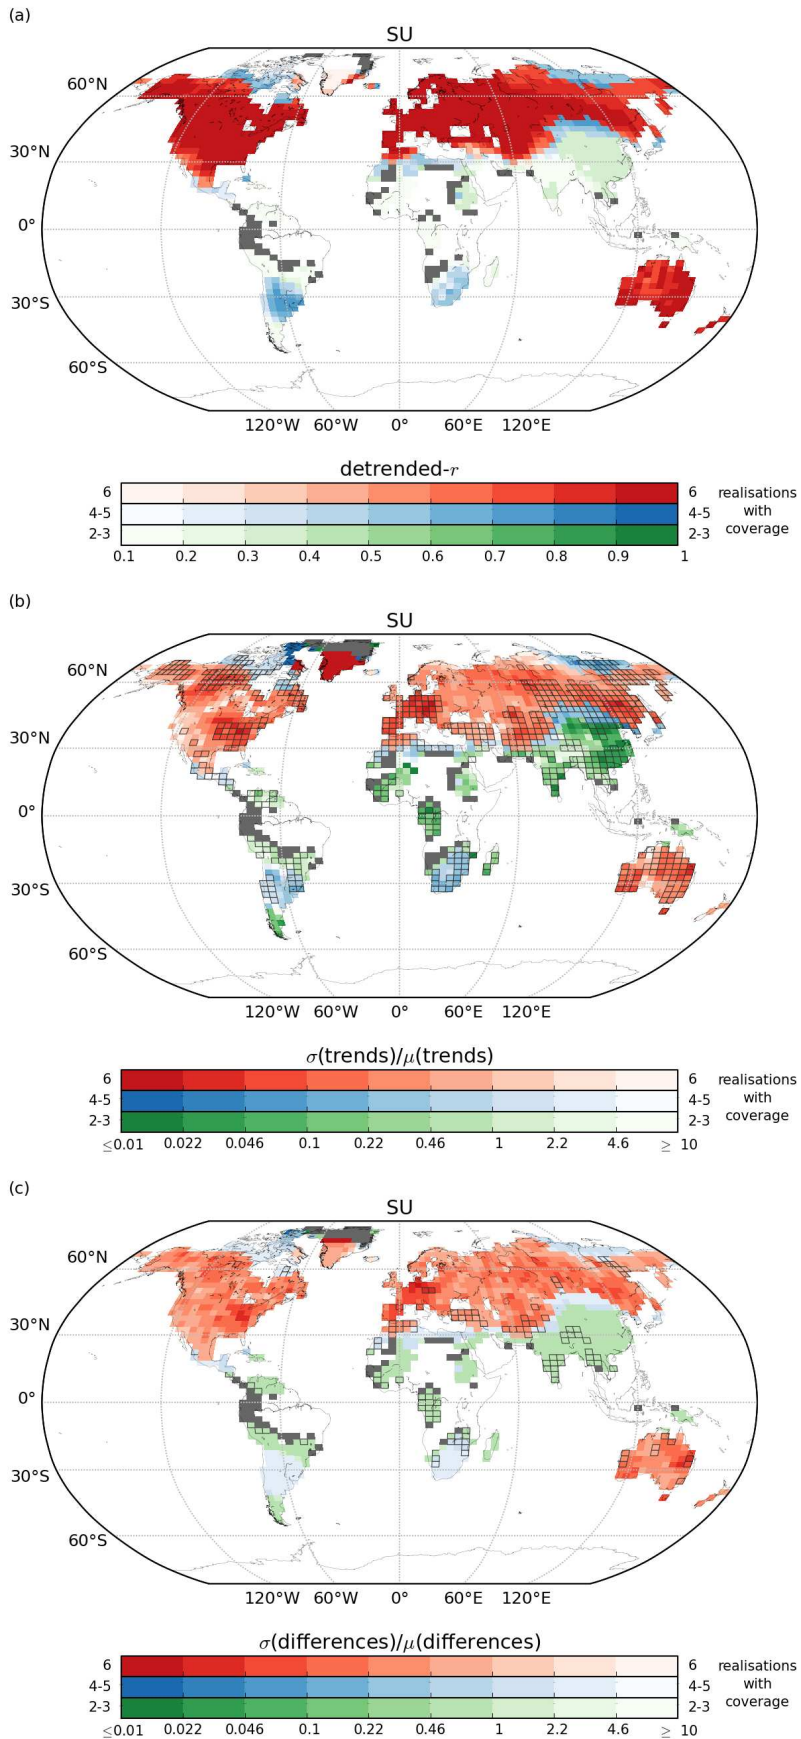 (a)
SU
60°N
30°N
0°
30°S
60°S
120°W 60°W 0° 60°E 120°E
detrended-r
6 6 realisations
4-5 4-5 with
2-3 2-3 coverage
0.1 0.2 0.3 0.4 0.5 0.6 0.7 0.8 0.9 1
(b)
SU
60°N
30°N
0°
30°S
60°S
120°W 60°W 0° 60°E 120°E
σ(trends)/μ(trends)
6 6 realisations
4-5 4-5 with
2-3 2-3 coverage
≤0.01 0.022 0.046 0.1 0.22 0.46 1 2.2 4.6 ≥ 10
(c)
SU
60°N
30°N
0°
30°S
60°S
120°W 60°W 0° 60°E 120°E
σ(differences)/μ(differences)
6 6 realisations
4-5 4-5 with
2-3 2-3 coverage
≤0.01 0.022 0.046 0.1 0.22 0.46 1 2.2 4.6 ≥ 10